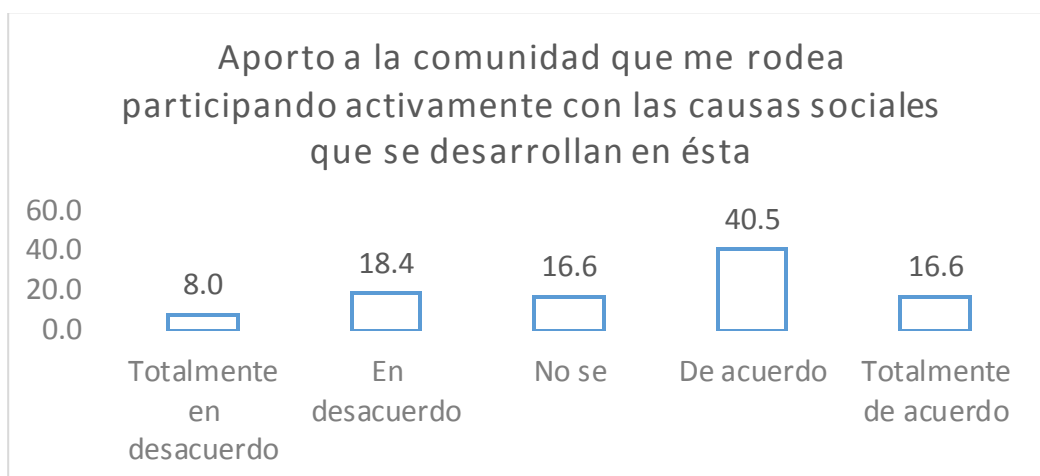 Aporto a la comunidad que me rodea
participando activamente con las causas sociales
que se desarrollan en ésta
60.0
40.0
20.0
0.0
8.0
18.4
16.6
40.5
16.6
Totalmente
en
desacuerdo
En
desacuerdo
No se
De acuerdo
Totalmente
de acuerdo